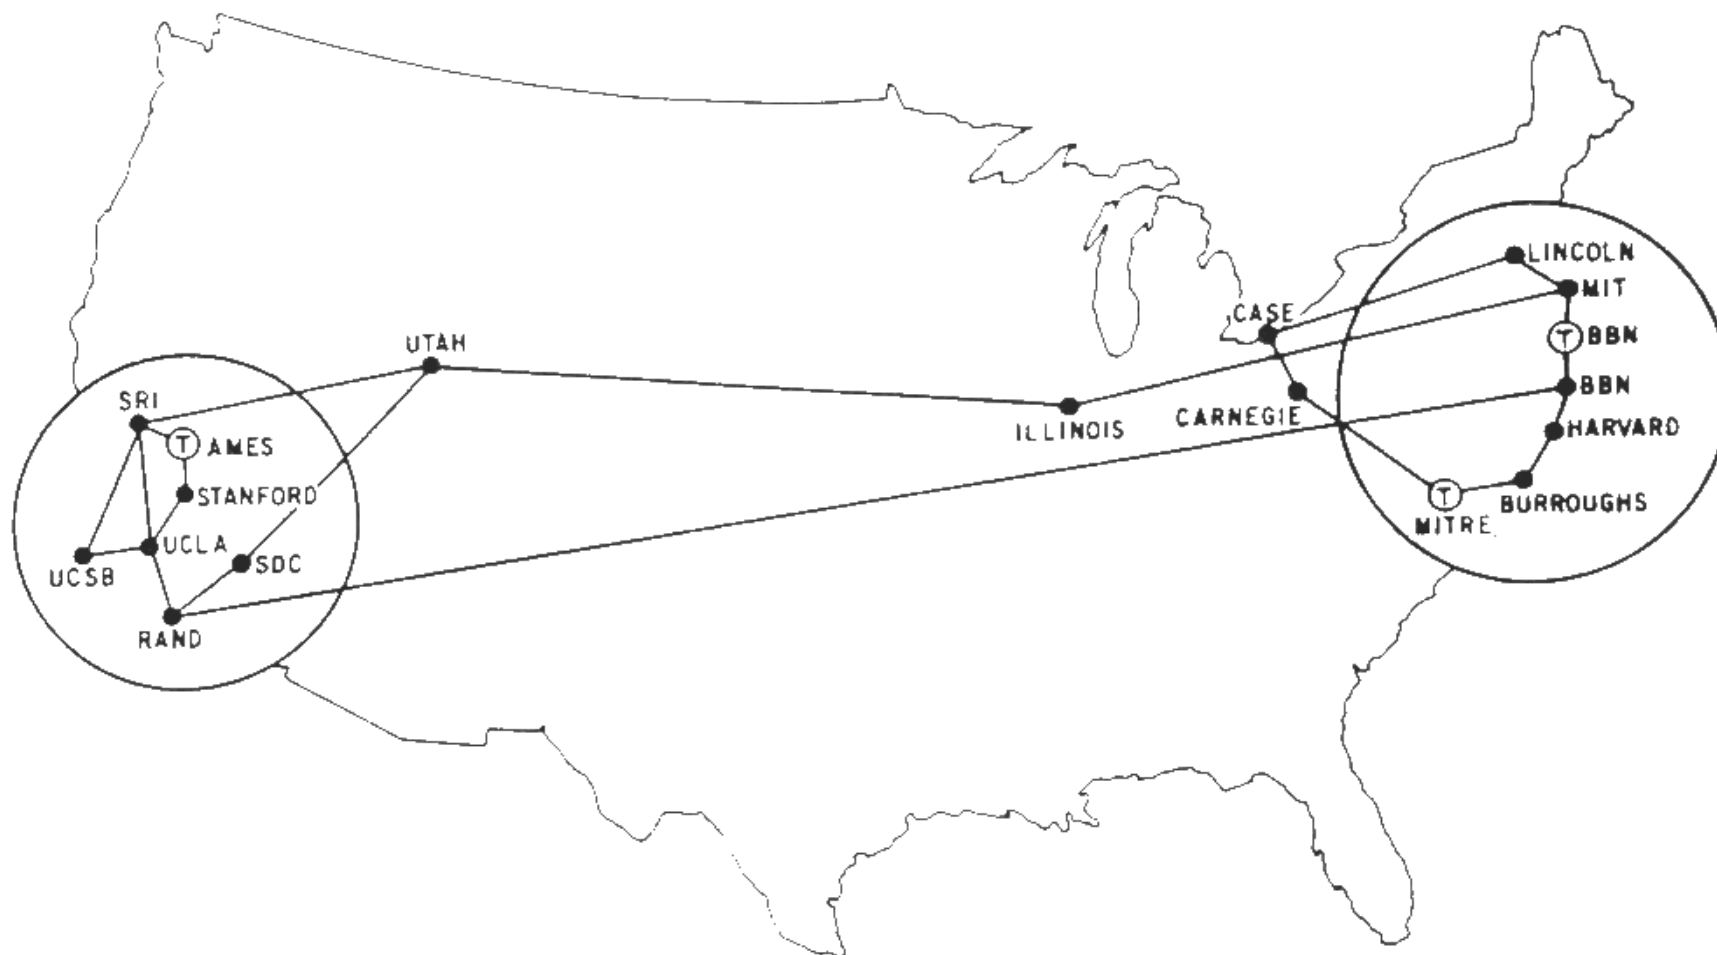 LINCOLN
MIT
CASE
T BBN
UTAH
BBN
SRI
ILLINOIS
CARNEGIE
HARVARD
T AMES
STANFORD
T
BURROUGHS
MITRE
UCLA
UCSB
SDC
RAND